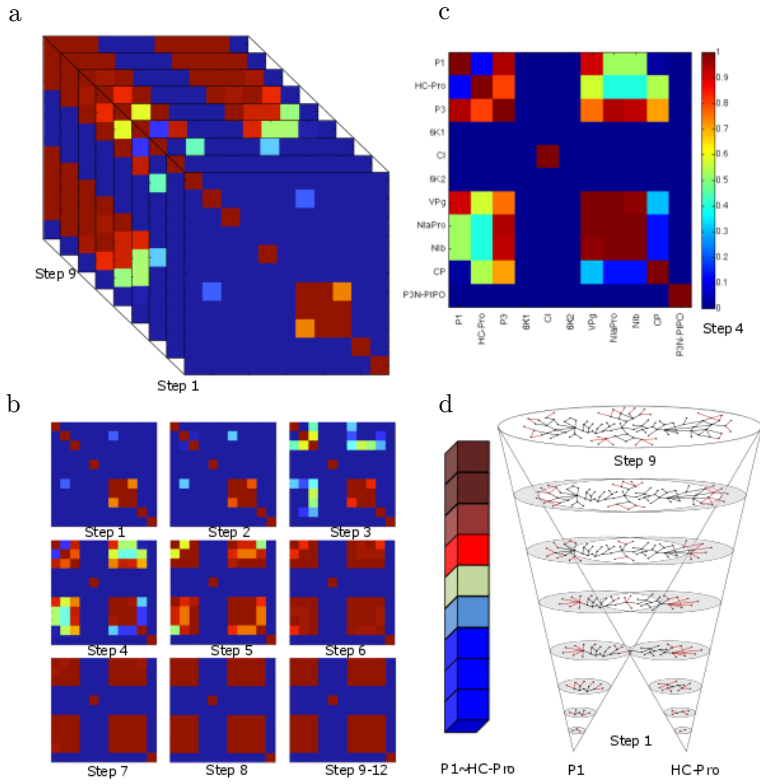 a
Step 9
Step 1
c
P1
HC-Pro
P3
6K1
CI
6K2
VPg
NIaPro
NIb
CP
P3N-PIPO
P1
HC-Pro
P3
6K1
CI
6K2
VPg
NIaPro
NIb
CP
P3N-PIPO
1
0.9
0.8
0.7
0.6
0.5
0.4
0.3
0.2
0.1
0
Step 4
b
Step 1
Step 2
Step 3
Step 4
Step 5
Step 6
Step 7
Step 8
Step 9-12
d
Step 9
Step 1
P1~HC-Pro
P1
HC-Pro